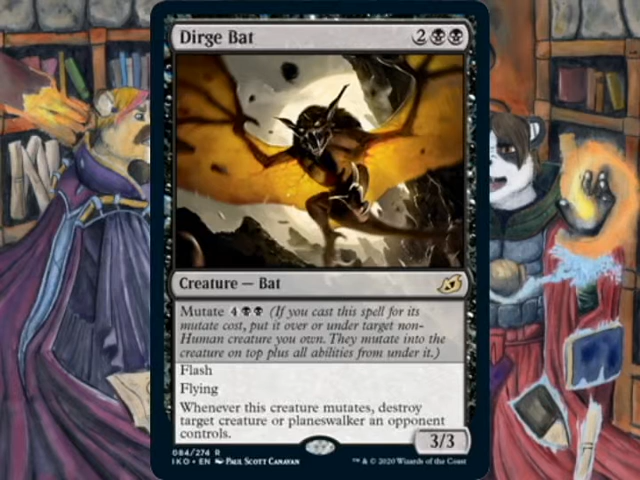 Dirge Bat 2
Creature — Bat
Mutate 4 (If you cast this spell for its
mutate cost, put it over or under target non-
Human creature you own. They mutate into the
creature on top plus all abilities from under it.)
Flash
Flying
Whenever this creature mutates, destroy
target creature or planeswalker an opponent
controls.
3/3
084/274 R
IKO • EN Paul Scott Canavan ™ & © 2020 Wizards of the Coast